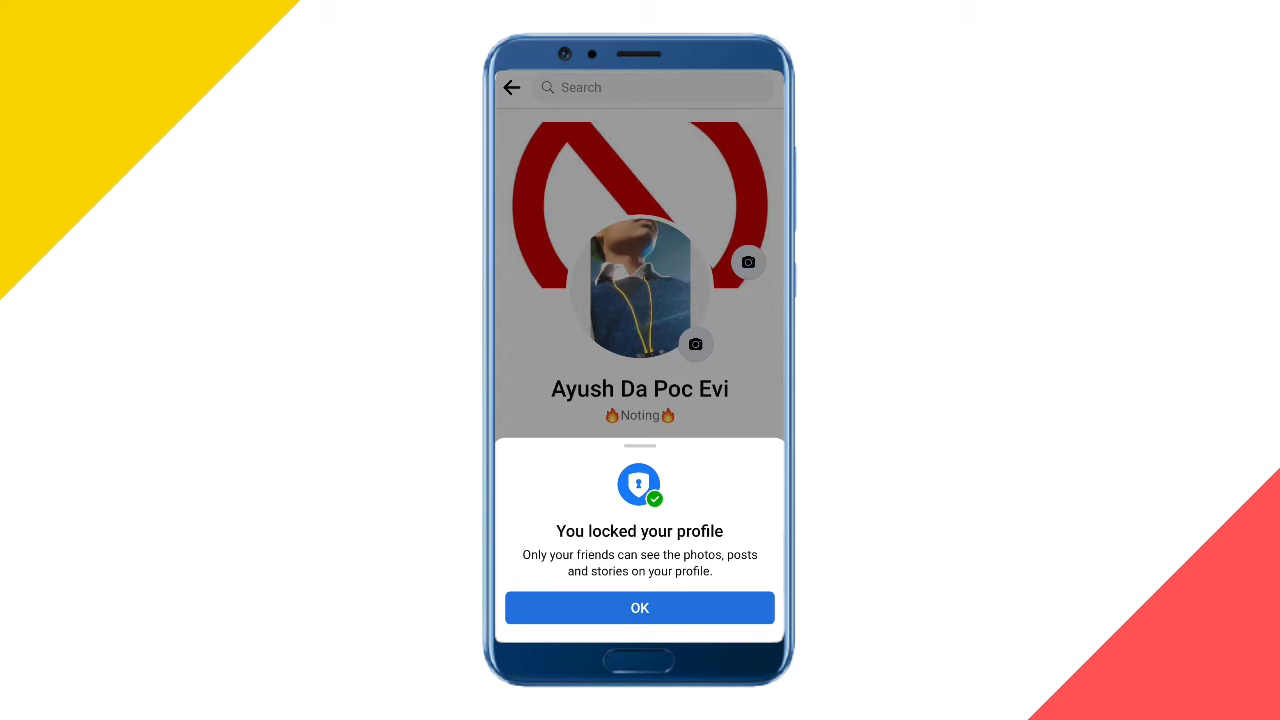 Search
Ayush Da Poc Evi
🔥Noting🔥
You locked your profile
Only your friends can see the photos, posts
and stories on your profile.
OK